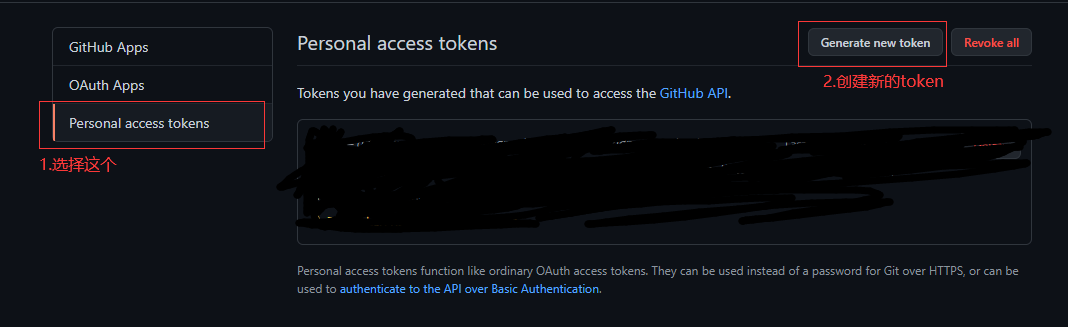 GitHub Apps
OAuth Apps
Personal access tokens
1.选择这个
Personal access tokens
Generate new token
Revoke all
2.创建新的token
Tokens you have generated that can be used to access the GitHub API.
Personal access tokens function like ordinary OAuth access tokens. They can be used instead of a password for Git over HTTPS, or can be
used to authenticate to the API over Basic Authentication.